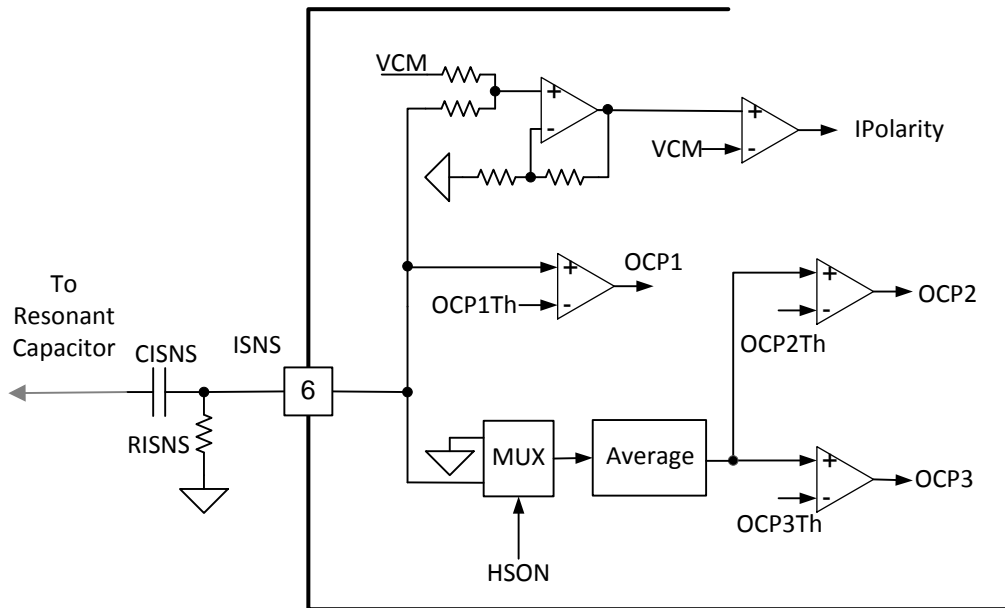 VCM
+
-
+
VCM
-
IPolarity
To
Resonant
Capacitor
CISNS
RISNS
ISNS
6
+
OCP1Th
-
OCP1
+
-
OCP2Th
OCP2
MUX
Average
HSON
+
-
OCP3Th
OCP3